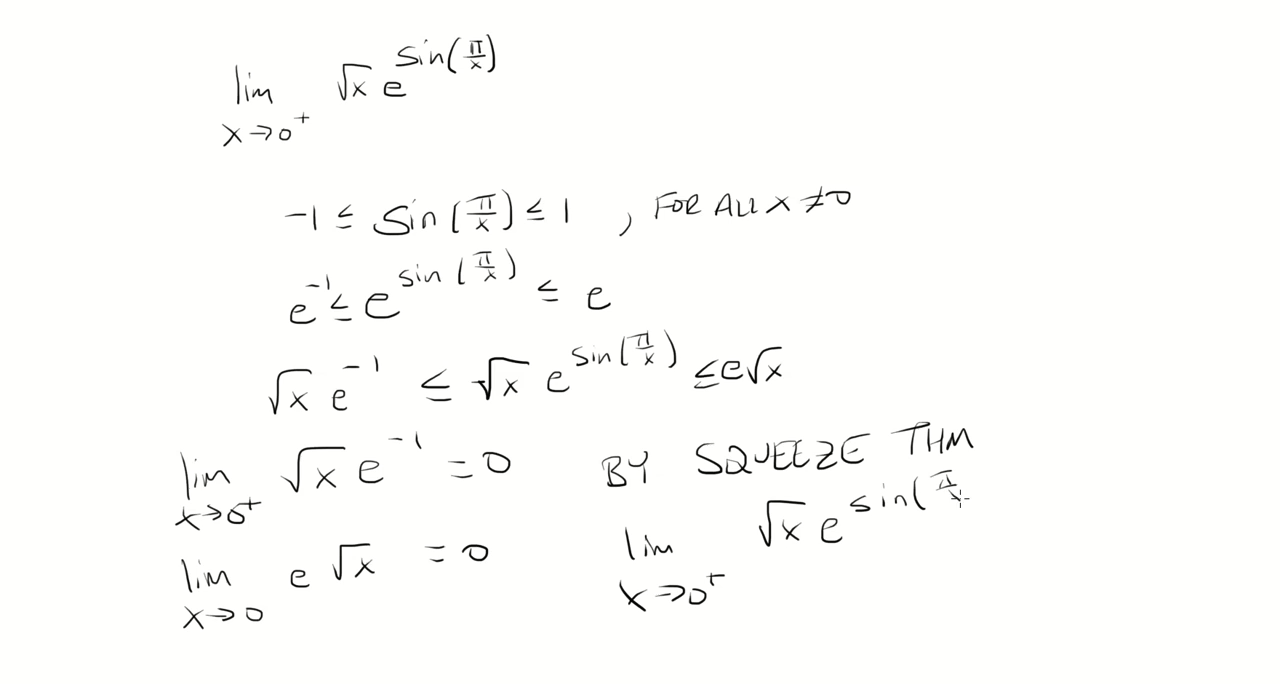 lim x→0⁺ √x e^sin(π/x)
-1 ≤ sin(π/x) ≤ 1 , FOR ALL x ≠ 0
e^-1 ≤ e^sin(π/x) ≤ e
√x e^-1 ≤ √x e^sin(π/x) ≤ e√x
lim x→0⁺ √x e^-1 = 0
lim x→0 e √x = 0
BY SQUEEZE THM
lim x→0⁺ √x e^sin(π/x